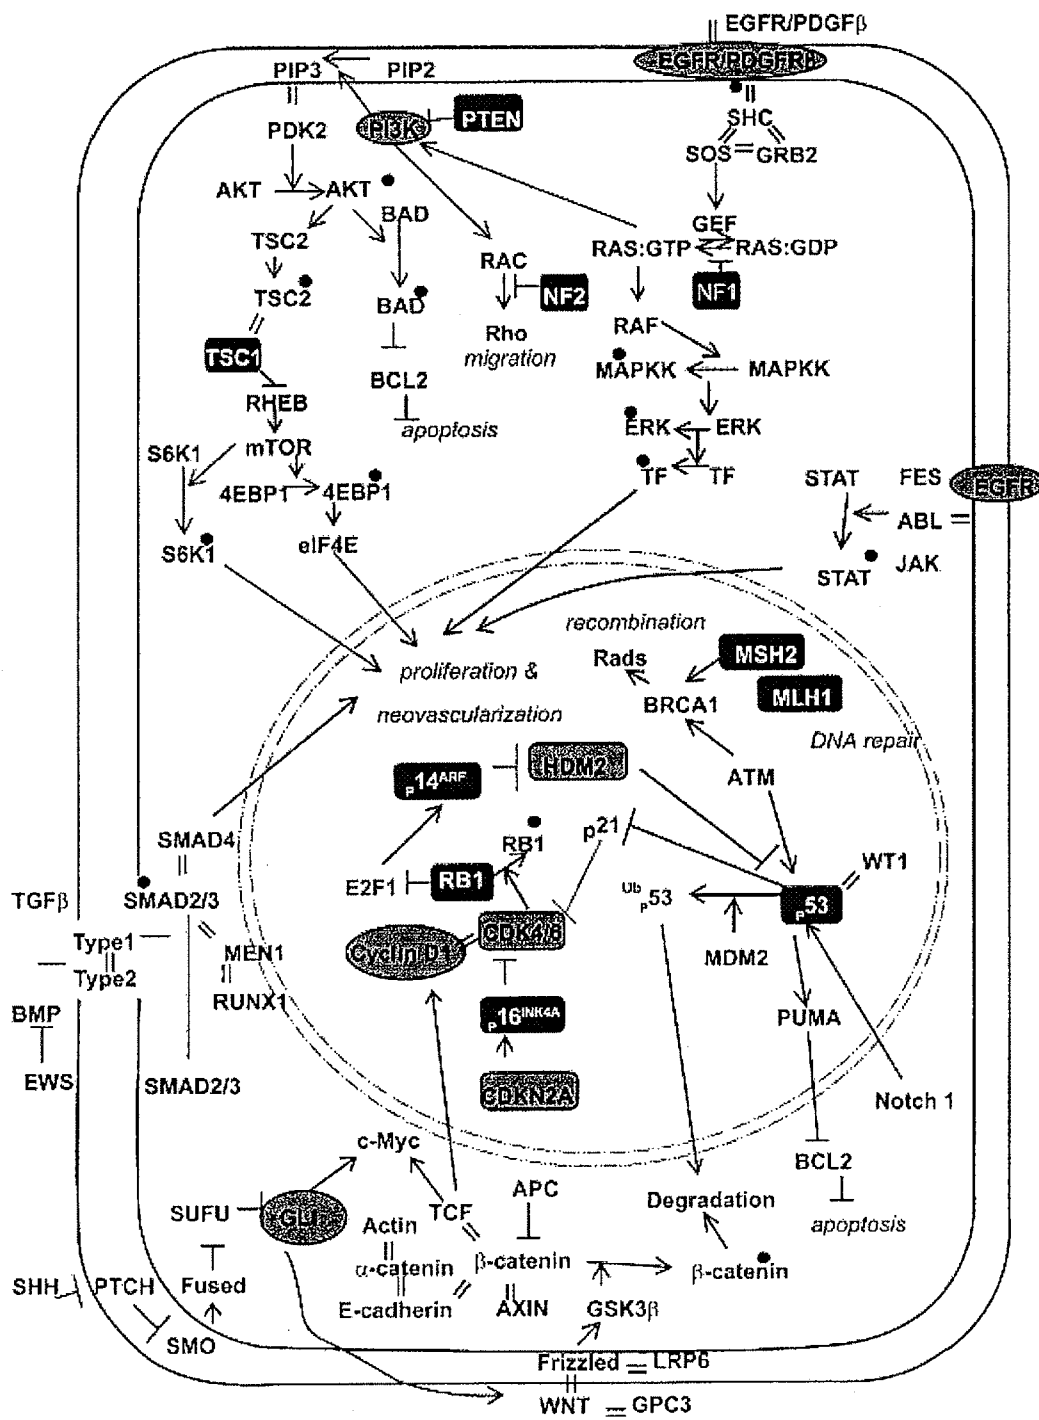 EGFR/PDGFβ
EGFR/PDGFRβ
PIP3 PIP2
PDK2
PI3K
PTEN
SHC
SOS GRB2
AKT AKT
BAD
GEF
RAS:GTP RAS:GDP
TSC2
RAC
NF2
NF1
TSC2
BAD
Rho
migration
RAF
TSC1
MAPKK MAPKK
BCL2
RHEB
apoptosis
ERK ERK
S6K1
mTOR
TF TF
4EBP1 4EBP1
STAT
FES
EGFR
ABL
S6K1
eIF4E
STAT
JAK
recombination
Rads
MSH2
proliferation &
MLH1
BRCA1
neovascularization
DNA repair
HDM2
p14ARF
ATM
SMAD4
RB1
p21
WT1
E2F1
RB1
TGFβ
SMAD2/3
Ub
p53
p53
Type1
MEN1
Cyclin D1
CDK4/6
MDM2
Type2
RUNX1
BMP
p16INK4A
PUMA
EWS
SMAD2/3
CDKN2A
Notch 1
c-Myc
BCL2
APC
SUFU
GLI
TCF
Degradation
Actin
apoptosis
α-catenin
β-catenin
β-catenin
SHH
PTCH
Fused
E-cadherin
AXIN
GSK3β
SMO
Frizzled LRP6
WNT GPC3